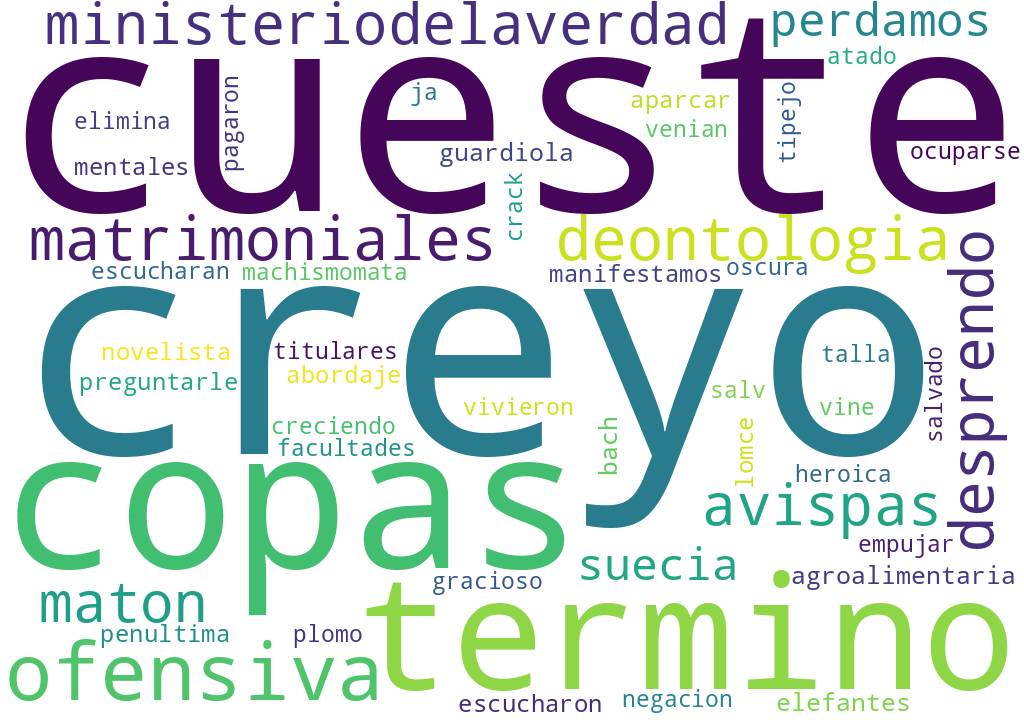 ministeriodelaverdad
perdamos
cueste
atado
ja
pagaron
tipejo
aparcar
elimina
venian
guardiola
ocuparse
mentales
crack
matrimoniales
deontologia
desprendo
escucharan
machismomata
manifestamos
oscura
creyo
novelista
titulares
talla
abordaje
preguntarle
salvado
salv
vivieron
vine
creciendo
bach
lomce
facultades
heroica
copas
avispas
empujar
suecia
agroalimentaria
gracioso
termino
maton
penultima
plomo
ofensiva
escucharon
negacion
elefantes